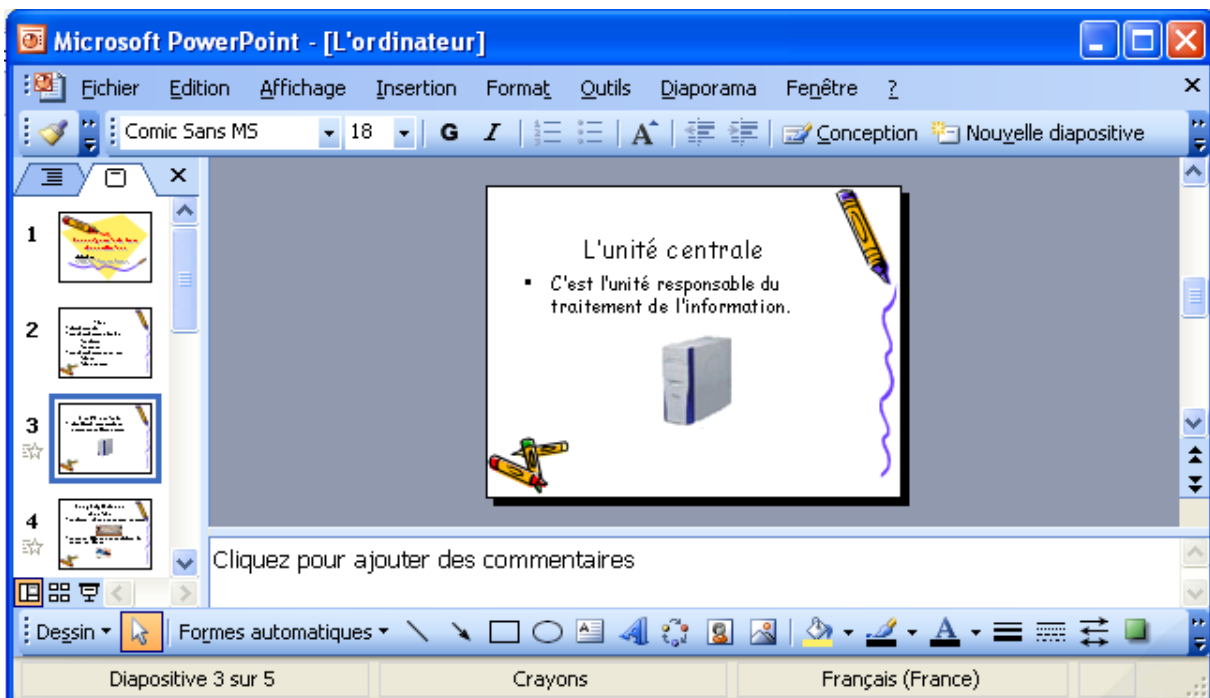 Microsoft PowerPoint - [L'ordinateur]
Fichier Edition Affichage Insertion Format Outils Diaporama Fenêtre ?
Comic Sans MS 18 G I A Conception Nouvelle diapositive
1
2
3
4
L'unité centrale
▪ C'est l'unité responsable du
traitement de l'information.
Cliquez pour ajouter des commentaires
Dessin Formes automatiques A
Diapositive 3 sur 5 Crayons Français (France)